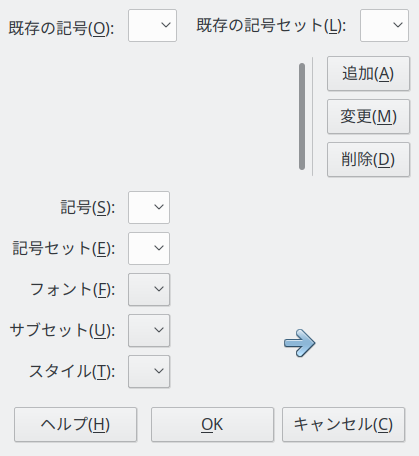 既存の記号(O): 既存の記号セット(L):
追加(A)
変更(M)
削除(D)
記号(S):
記号セット(E):
フォント(F):
サブセット(U):
スタイル(T):
ヘルプ(H) OK キャンセル(C)